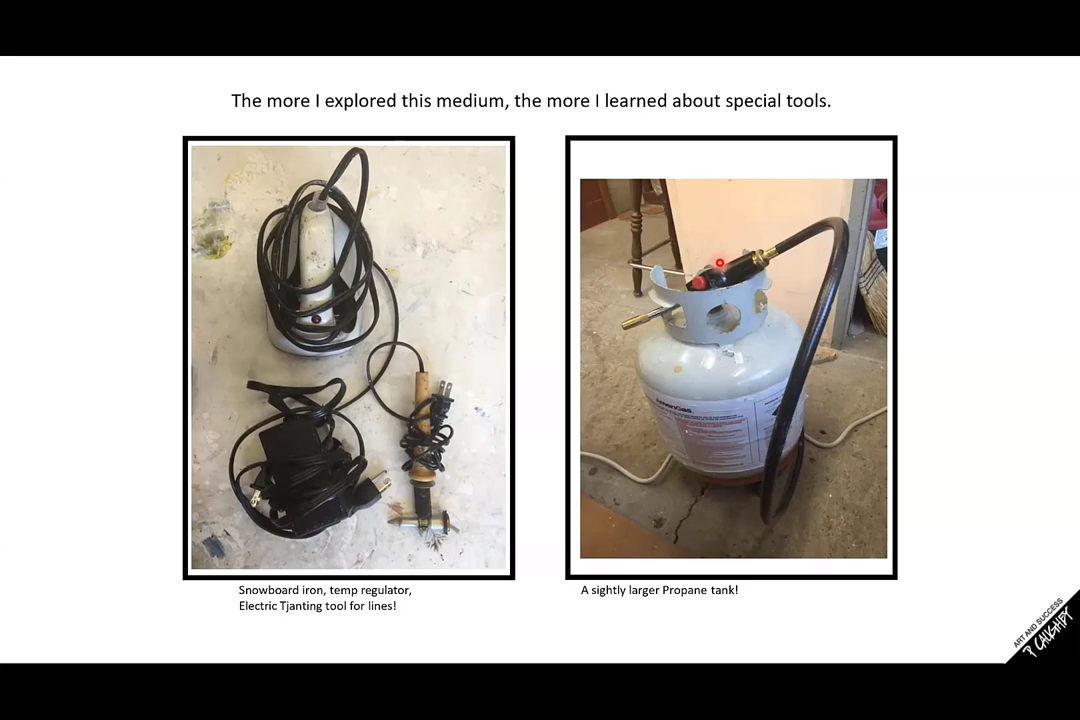 The more I explored this medium, the more I learned about special tools.
Snowboard iron, temp regulator,
Electric Tjanting tool for lines!
A sightly larger Propane tank!
ART AND SUCCESS
P CAUGHEY